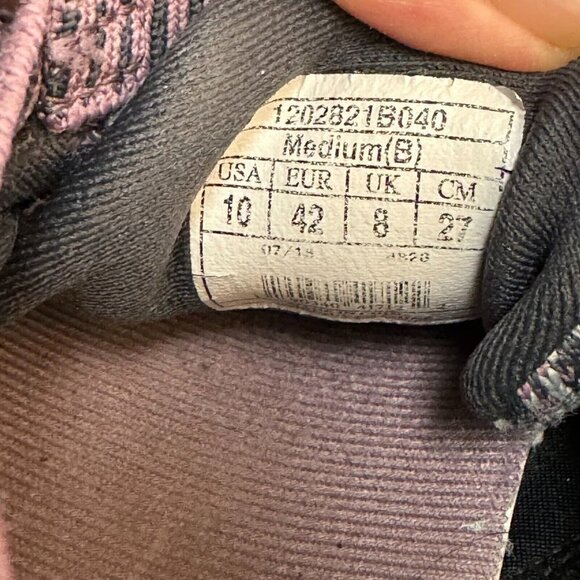 1202821B040
Medium(B)
USA EUR UK CM
10 42 8 27
07/18